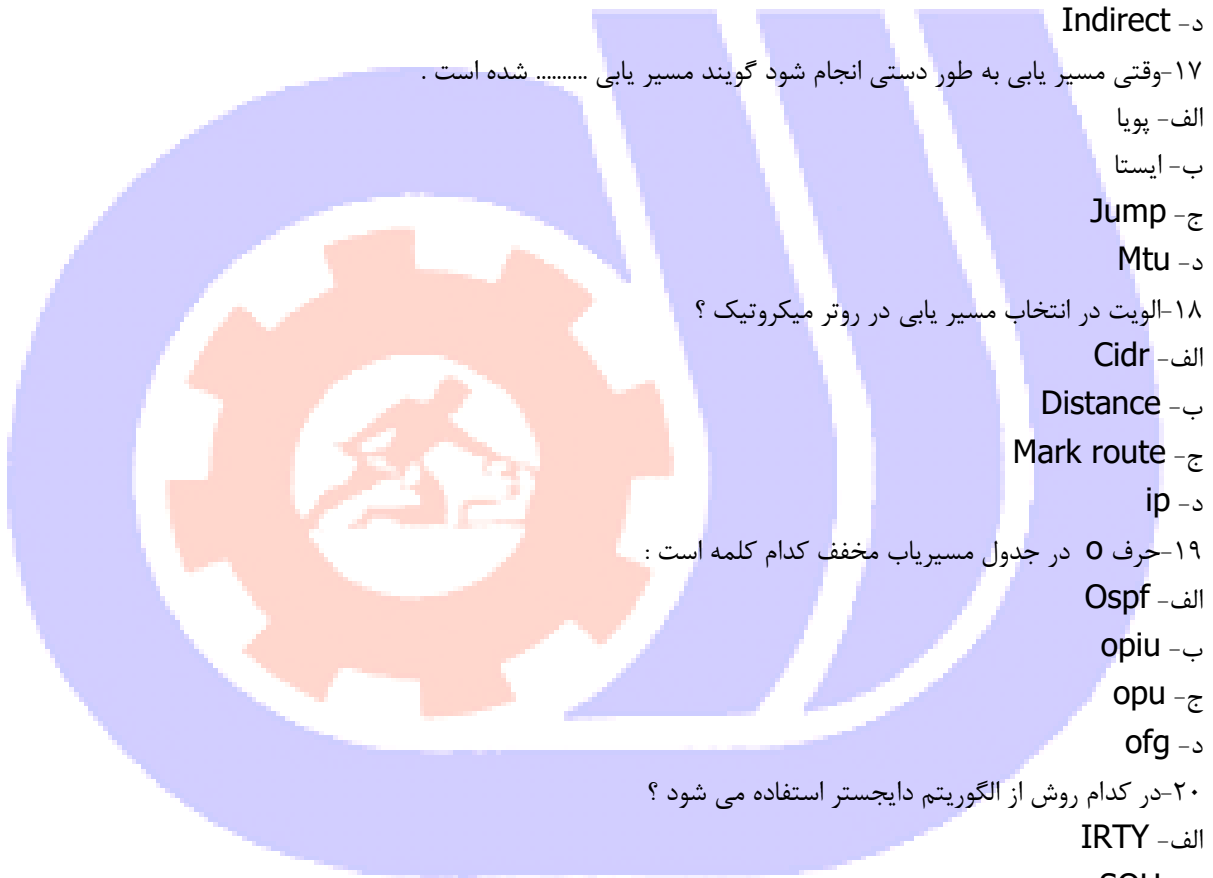 د- Indirect
۱۷-وقتی مسیر یابی به طور دستی انجام شود گویند مسیر یابی .......... شده است .
الف- پویا
ب- ایستا
ج- Jump
د- Mtu
۱۸-الویت در انتخاب مسیر یابی در روتر میکروتیک ؟
الف- Cidr
ب- Distance
ج- Mark route
د- ip
۱۹-حرف o در جدول مسیریاب مخفف کدام کلمه است :
الف- Ospf
ب- opiu
ج- opu
د- ofg
۲۰-در کدام روش از الگوریتم دایجستر استفاده می شود ؟
الف- IRTY